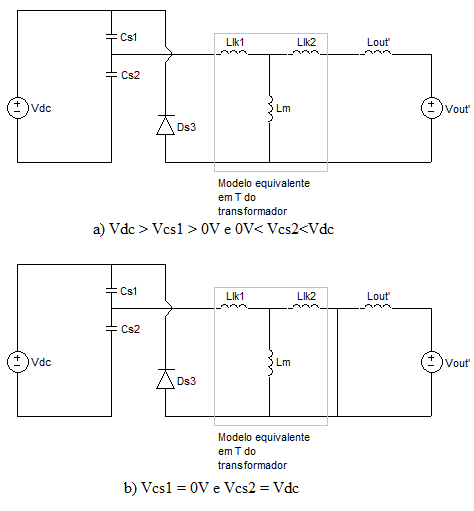 Cs1
Llk1
Llk2
Lout'
Cs2
Vdc
Ds3
Lm
Vout'
Modelo equivalente
em T do
transformador
a) Vdc > Vcs1 > 0V e 0V< Vcs2<Vdc
Cs1
Llk1
Llk2
Lout'
Cs2
Vdc
Ds3
Lm
Vout'
Modelo equivalente
em T do
transformador
b) Vcs1 = 0V e Vcs2 = Vdc